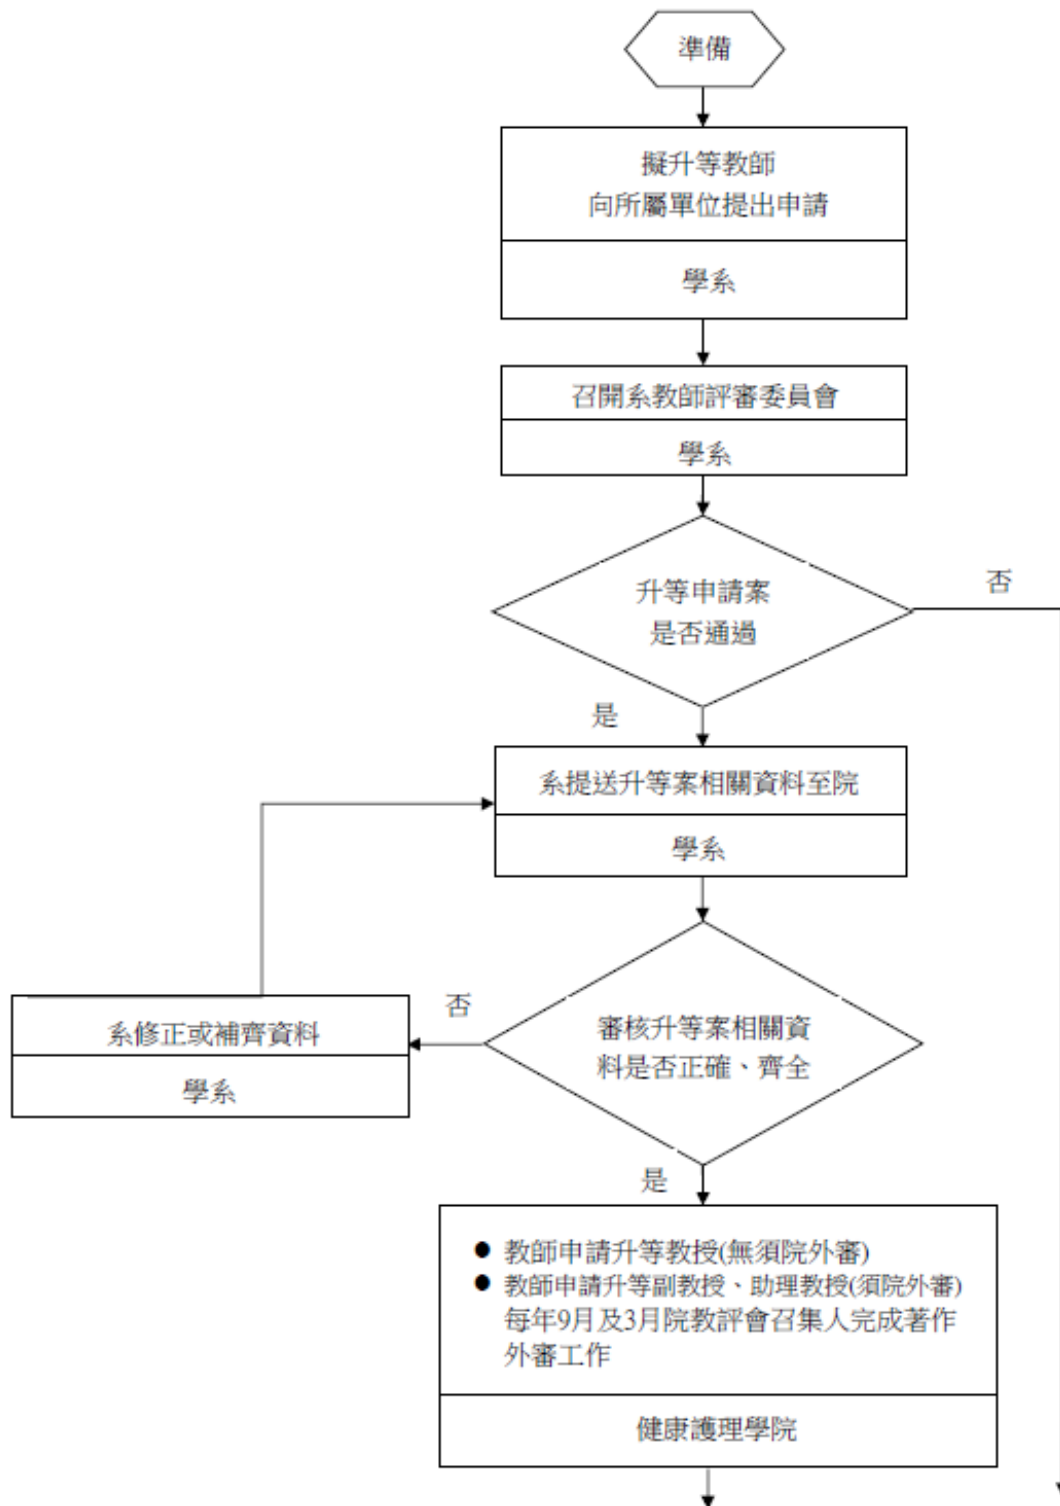 準備
擬升等教師
向所屬單位提出申請
學系
召開系教師評審委員會
學系
升等申請案
是否通過
否
是
系提送升等案相關資料至院
學系
審核升等案相關資
料是否正確、齊全
否
系修正或補齊資料
學系
是
● 教師申請升等教授(無須院外審)
● 教師申請升等副教授、助理教授(須院外審)
每年9月及3月院教評會召集人完成著作
外審工作
健康護理學院